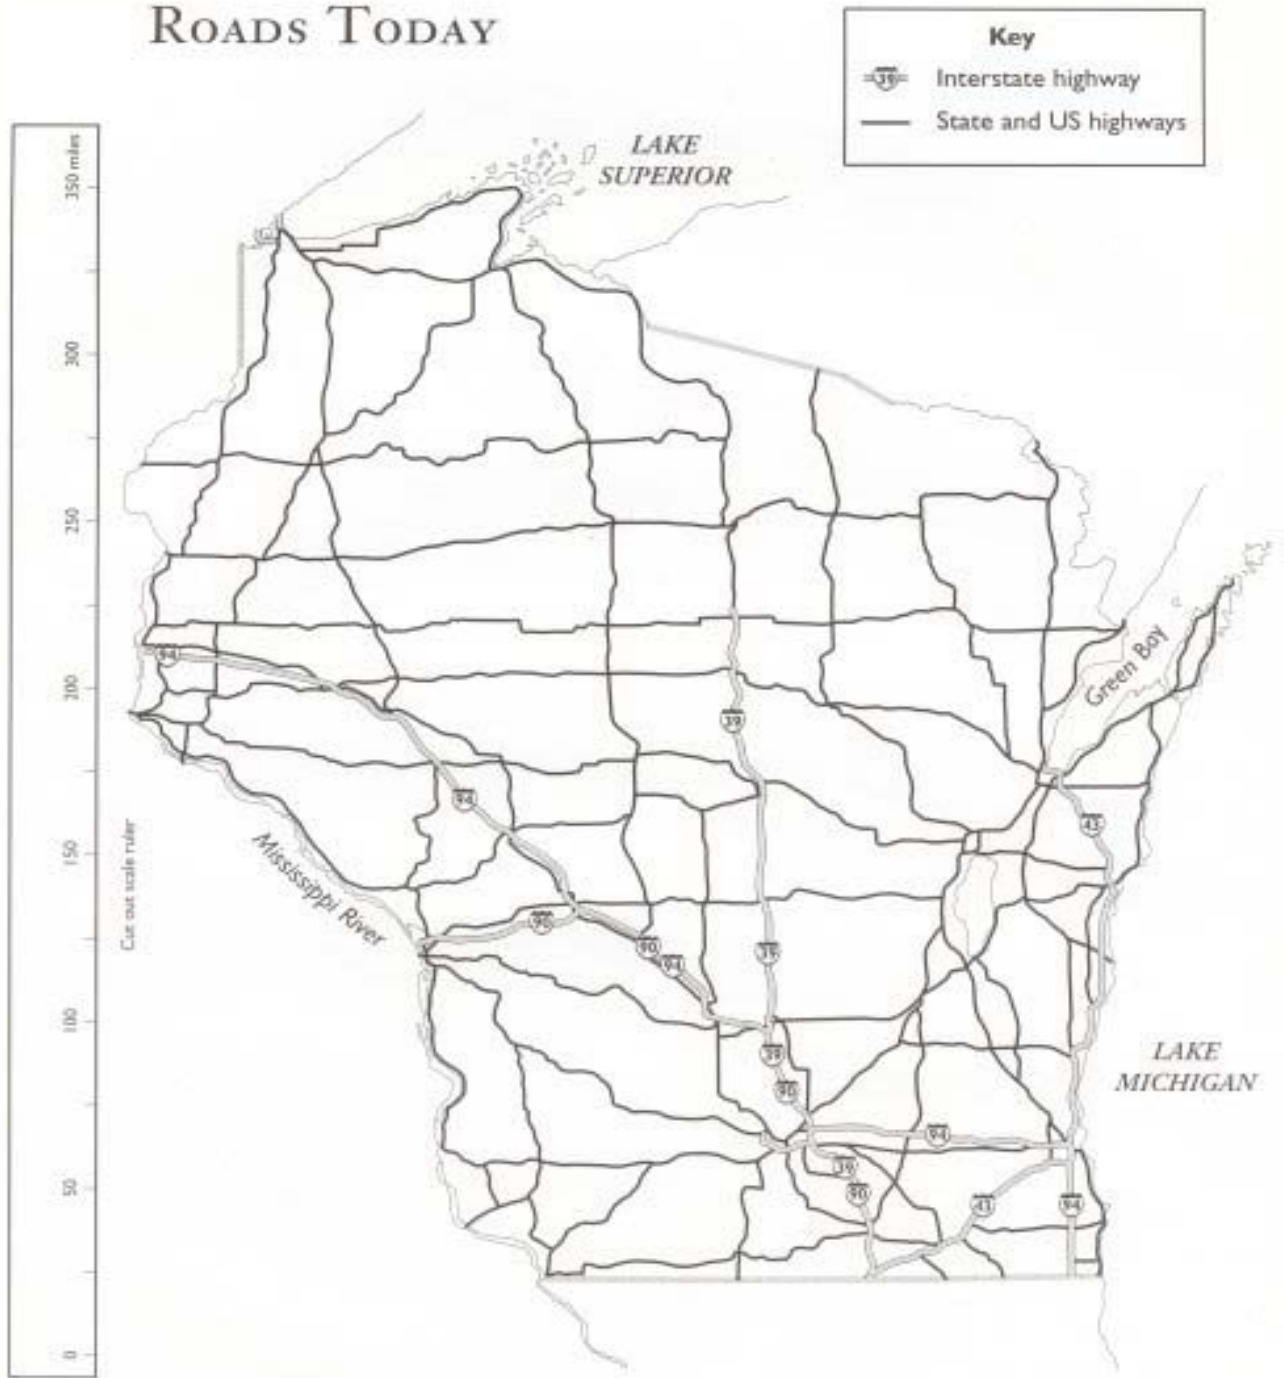 ROADS TODAY
Key
39 Interstate highway
State and US highways
LAKE
SUPERIOR
350 miles
300
250
200
150
100
50
0
Cut out scale ruler
94
Green Bay
39
94
43
Mississippi River
90
90
94
39
39
90
LAKE
MICHIGAN
94
39
90
43
94